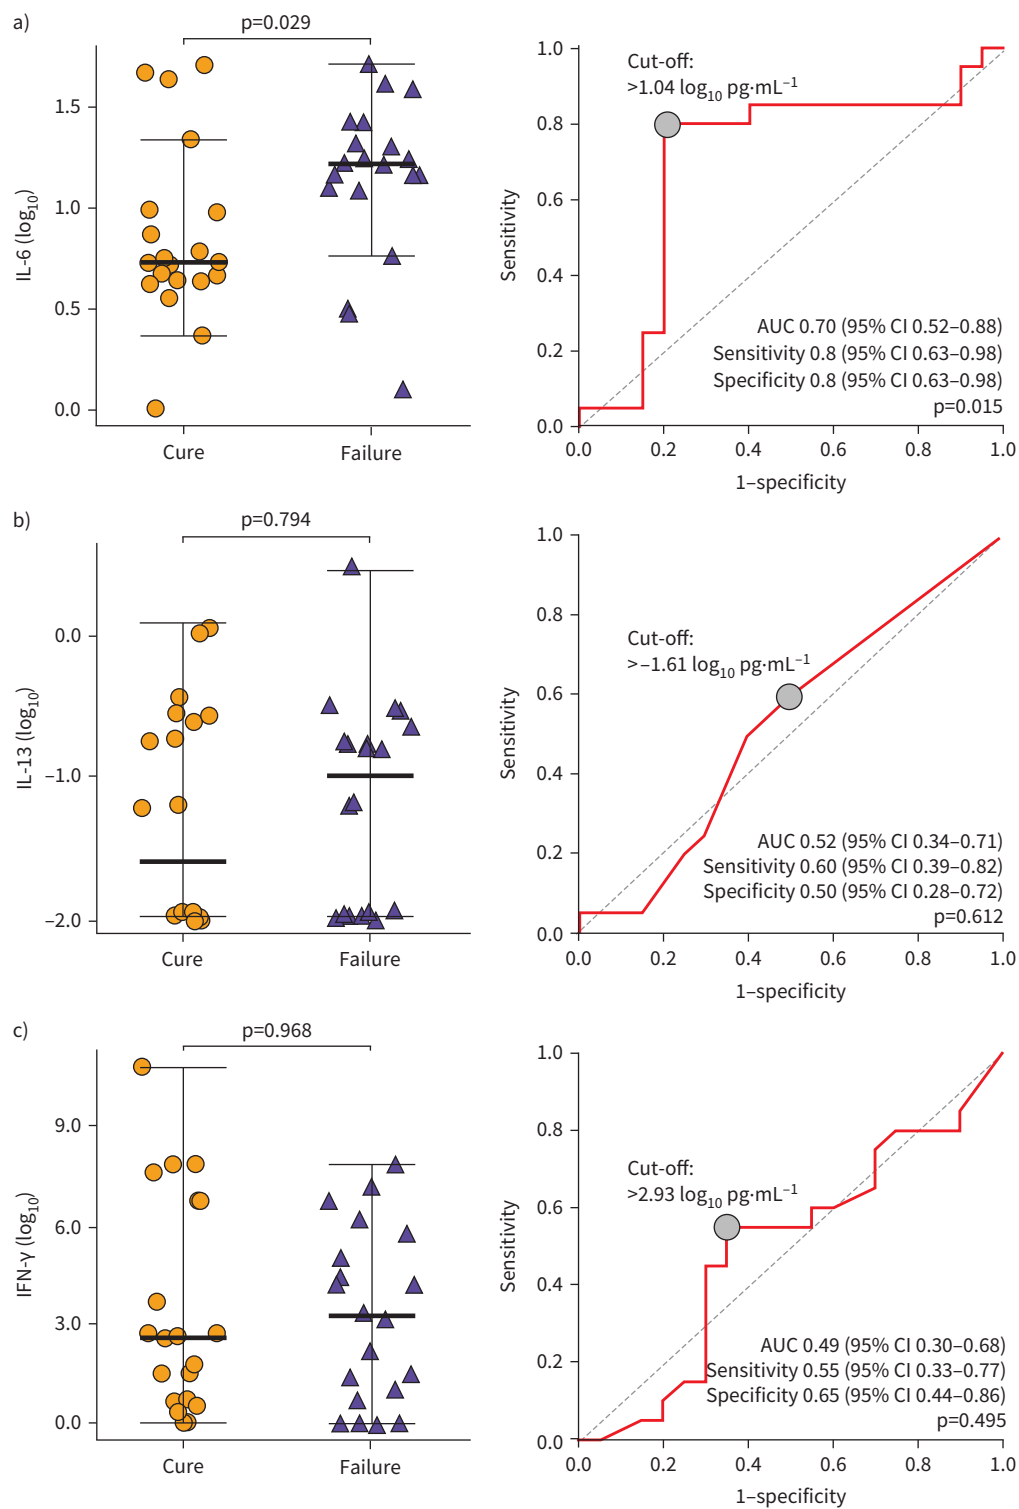 a)
p=0.029
IL-6 (log10)
1.5
1.0
0.5
0.0
Cure Failure
Sensitivity
1.0
0.8
0.6
0.4
0.2
0.0
Cut-off:
>1.04 log10 pg·mL−1
AUC 0.70 (95% CI 0.52–0.88)
Sensitivity 0.8 (95% CI 0.63–0.98)
Specificity 0.8 (95% CI 0.63–0.98)
p=0.015
0.0 0.2 0.4 0.6 0.8 1.0
1–specificity
b)
p=0.794
IL-13 (log10)
0.0
−1.0
−2.0
Cure Failure
Sensitivity
1.0
0.8
0.6
0.4
0.2
0.0
Cut-off:
>−1.61 log10 pg·mL−1
AUC 0.52 (95% CI 0.34–0.71)
Sensitivity 0.60 (95% CI 0.39–0.82)
Specificity 0.50 (95% CI 0.28–0.72)
p=0.612
0.0 0.2 0.4 0.6 0.8 1.0
1–specificity
c)
p=0.968
IFN-γ (log10)
9.0
6.0
3.0
0.0
Cure Failure
Sensitivity
1.0
0.8
0.6
0.4
0.2
0.0
Cut-off:
>2.93 log10 pg·mL−1
AUC 0.49 (95% CI 0.30–0.68)
Sensitivity 0.55 (95% CI 0.33–0.77)
Specificity 0.65 (95% CI 0.44–0.86)
p=0.495
0.0 0.2 0.4 0.6 0.8 1.0
1–specificity